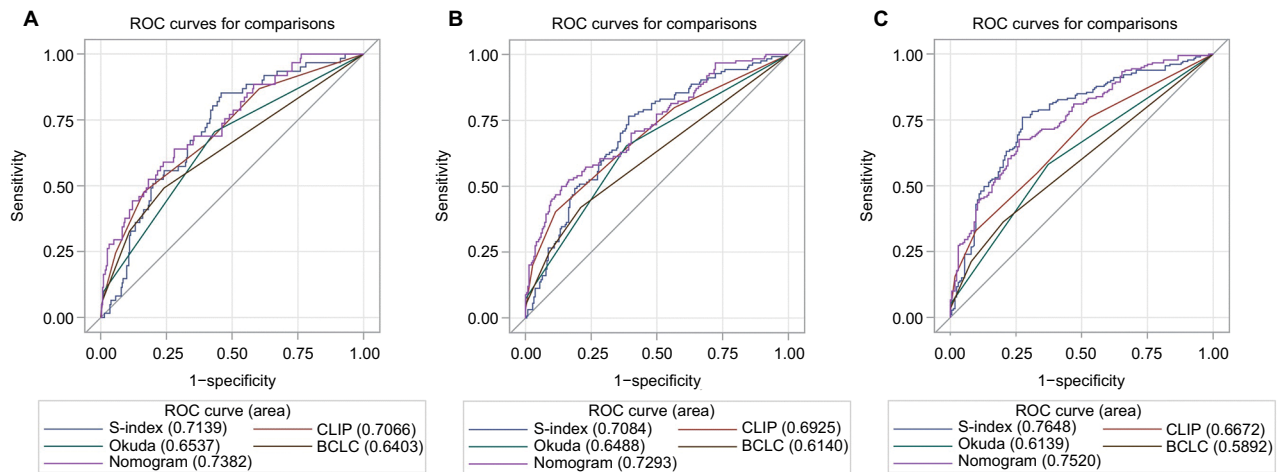 A
ROC curves for comparisons
1.00
0.75
0.50
0.25
0.00
Sensitivity
0.00 0.25 0.50 0.75 1.00
1−specificity
ROC curve (area)
S-index (0.7139) CLIP (0.7066)
Okuda (0.6537) BCLC (0.6403)
Nomogram (0.7382)
B
ROC curves for comparisons
1.00
0.75
0.50
0.25
0.00
Sensitivity
0.00 0.25 0.50 0.75 1.00
1−specificity
ROC curve (area)
S-index (0.7084) CLIP (0.6925)
Okuda (0.6488) BCLC (0.6140)
Nomogram (0.7293)
C
ROC curves for comparisons
1.00
0.75
0.50
0.25
0.00
Sensitivity
0.00 0.25 0.50 0.75 1.00
1−specificity
ROC curve (area)
S-index (0.7648) CLIP (0.6672)
Okuda (0.6139) BCLC (0.5892)
Nomogram (0.7520)